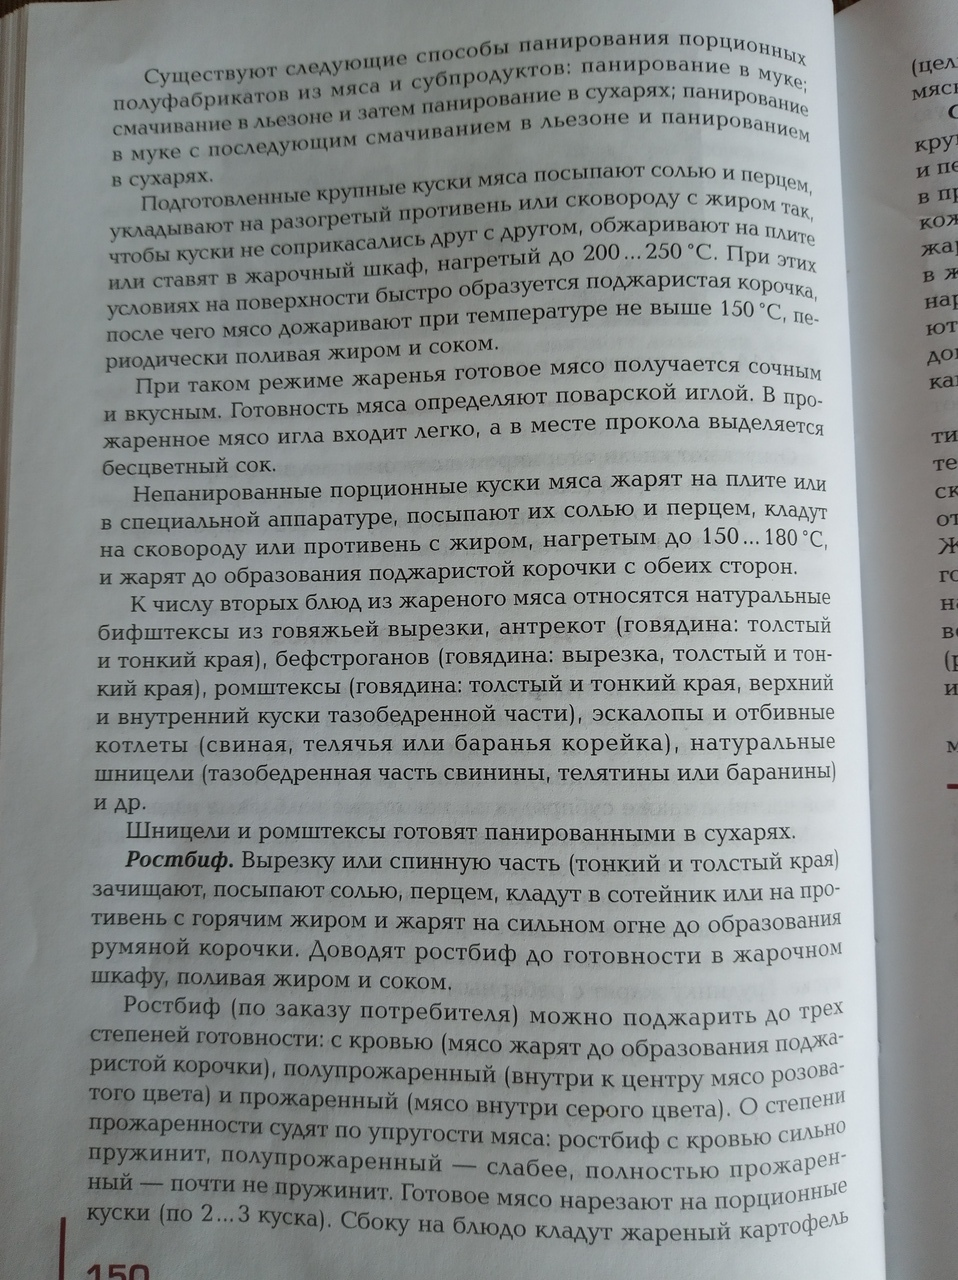 Существуют следующие способы панирования порционных
полуфабрикатов из мяса и субпродуктов: панирование в муке;
смачивание в льезоне и затем панирование в сухарях; панирование
в муке с последующим смачиванием в льезоне и панированием
в сухарях.
Подготовленные крупные куски мяса посыпают солью и перцем,
укладывают на разогретый противень или сковороду с жиром так,
чтобы куски не соприкасались друг с другом, обжаривают на плите
или ставят в жарочный шкаф, нагретый до 200...250 °С. При этих
условиях на поверхности быстро образуется поджаристая корочка,
после чего мясо дожаривают при температуре не выше 150 °С, пе-
риодически поливая жиром и соком.
При таком режиме жаренья готовое мясо получается сочным
и вкусным. Готовность мяса определяют поварской иглой. В про-
жаренное мясо игла входит легко, а в месте прокола выделяется
бесцветный сок.
Непанированные порционные куски мяса жарят на плите или
в специальной аппаратуре, посыпают их солью и перцем, кладут
на сковороду или противень с жиром, нагретым до 150...180 °С,
и жарят до образования поджаристой корочки с обеих сторон.
К числу вторых блюд из жареного мяса относятся натуральные
бифштексы из говяжьей вырезки, антрекот (говядина: толстый
и тонкий края), бефстроганов (говядина: вырезка, толстый и тон-
кий края), ромштексы (говядина: толстый и тонкий края, верхний
и внутренний куски тазобедренной части), эскалопы и отбивные
котлеты (свиная, телячья или баранья корейка), натуральные
шницели (тазобедренная часть свинины, телятины или баранины)
и др.
Шницели и ромштексы готовят панированными в сухарях.
Ростбиф. Вырезку или спинную часть (тонкий и толстый края)
зачищают, посыпают солью, перцем, кладут в сотейник или на про-
тивень с горячим жиром и жарят на сильном огне до образования
румяной корочки. Доводят ростбиф до готовности в жарочном
шкафу, поливая жиром и соком.
Ростбиф (по заказу потребителя) можно поджарить до трех
степеней готовности: с кровью (мясо жарят до образования поджа-
ристой корочки), полупрожаренный (внутри к центру мясо розова-
того цвета) и прожаренный (мясо внутри серого цвета). О степени
прожаренности судят по упругости мяса: ростбиф с кровью сильно
пружинит, полупрожаренный — слабее, полностью прожарен-
ный — почти не пружинит. Готовое мясо нарезают на порционные
куски (по 2...3 куска). Сбоку на блюдо кладут жареный картофель
150